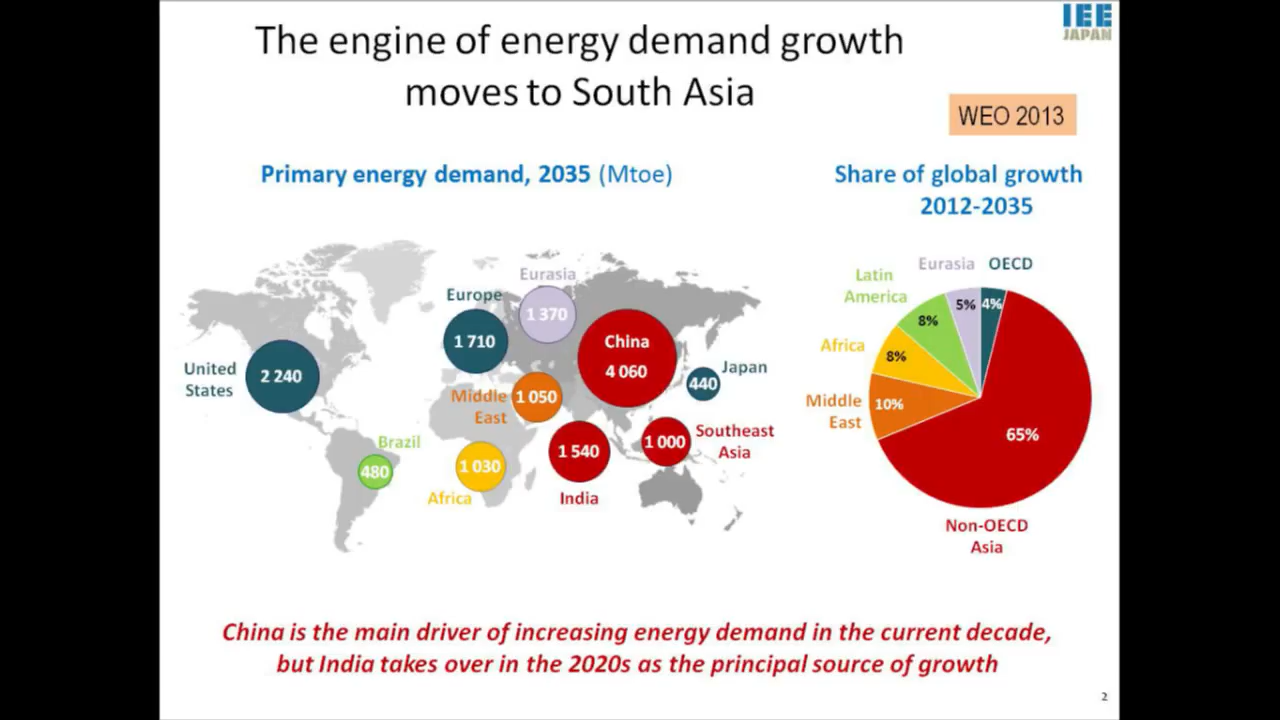 The engine of energy demand growth
moves to South Asia
IEE
JAPAN
WEO 2013
Primary energy demand, 2035 (Mtoe)
Share of global growth
2012-2035
Eurasia
1 370
Europe
1 710
China
4 060
United
States
2 240
Japan
440
Middle
East
1 050
Brazil
480
Africa
1 030
1 540
India
1 000
Southeast
Asia
Eurasia
OECD
Latin
America
5%
4%
8%
Africa
8%
Middle
East
10%
65%
Non-OECD
Asia
China is the main driver of increasing energy demand in the current decade,
but India takes over in the 2020s as the principal source of growth
2